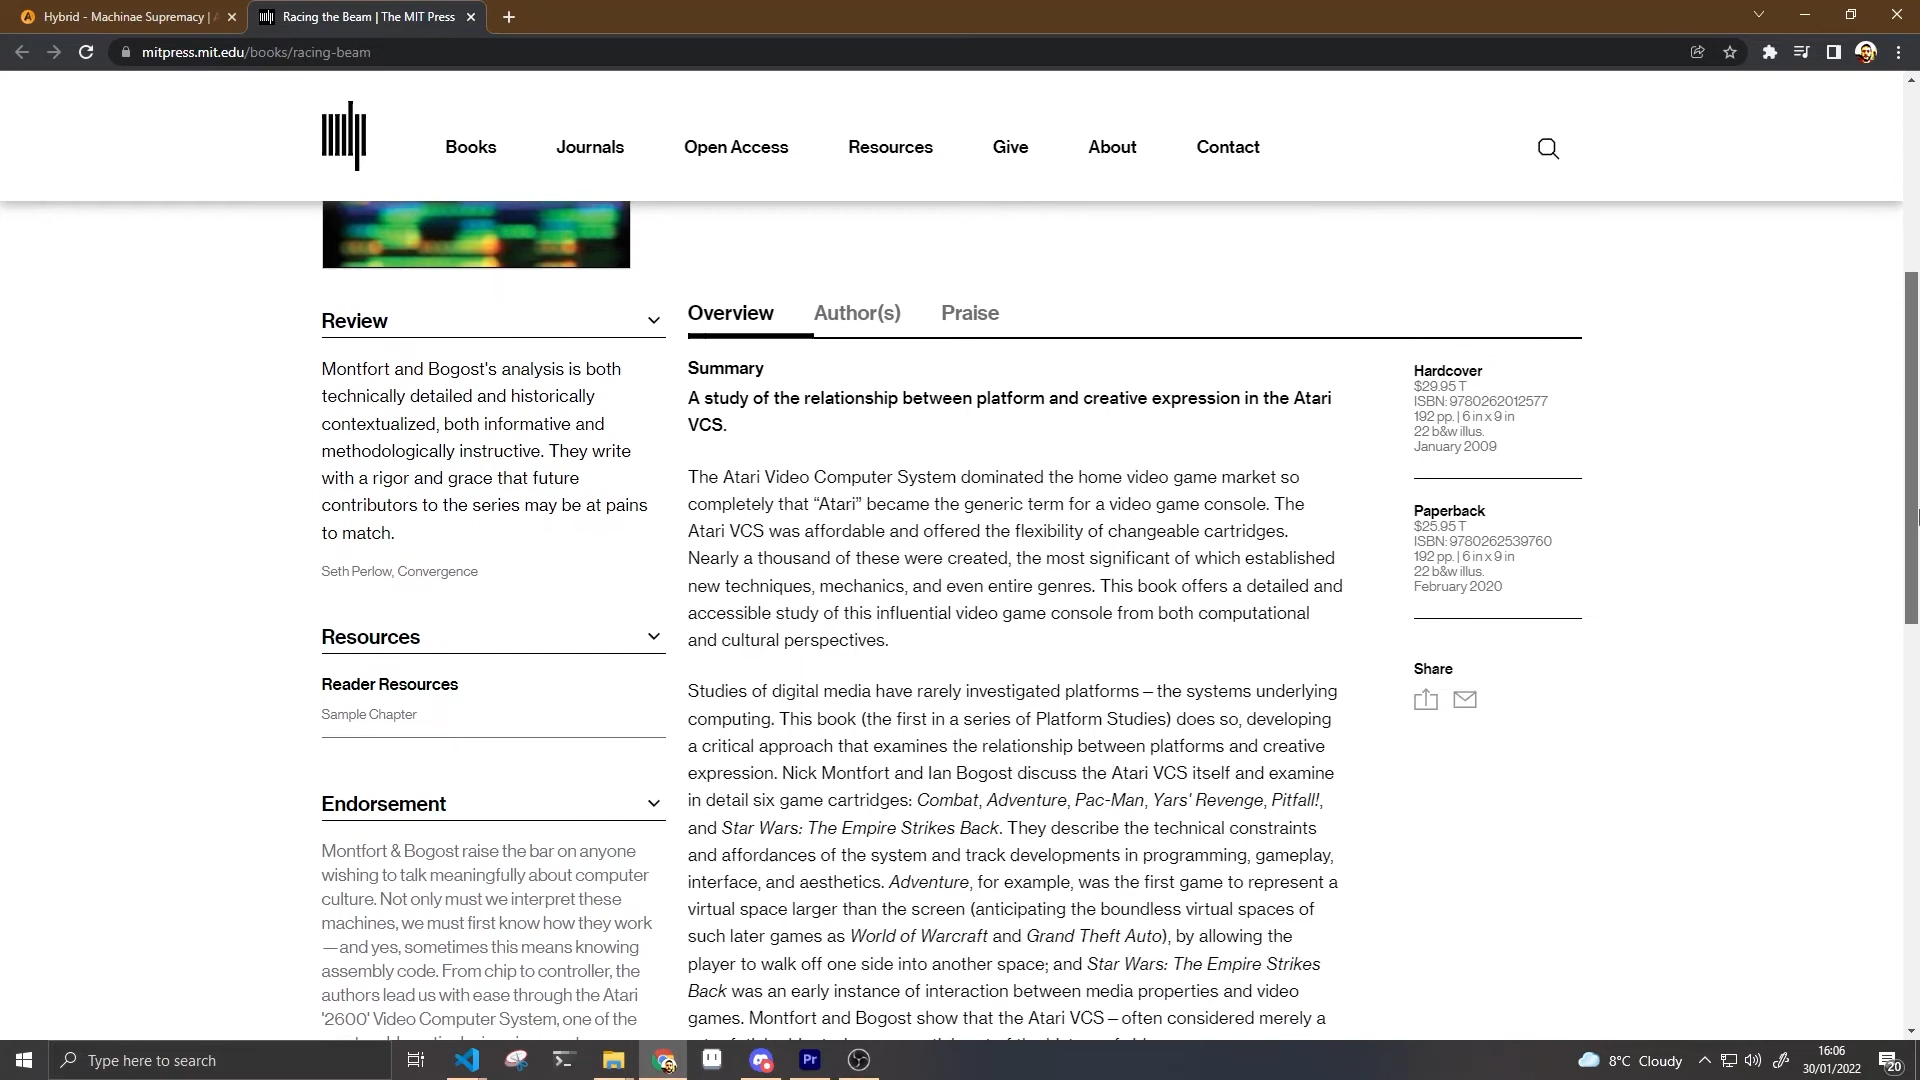 Hybrid - Machinae Supremacy |
Racing the Beam | The MIT Press
mitpress.mit.edu/books/racing-beam
Books
Journals
Open Access
Resources
Give
About
Contact
Review
Montfort and Bogost's analysis is both
technically detailed and historically
contextualized, both informative and
methodologically instructive. They write
with a rigor and grace that future
contributors to the series may be at pains
to match.
Seth Perlow, Convergence
Resources
Reader Resources
Sample Chapter
Endorsement
Montfort & Bogost raise the bar on anyone
wishing to talk meaningfully about computer
culture. Not only must we interpret these
machines, we must first know how they work
—and yes, sometimes this means knowing
assembly code. From chip to controller, the
authors lead us with ease through the Atari
'2600' Video Computer System, one of the
Overview
Author(s)
Praise
Summary
A study of the relationship between platform and creative expression in the Atari
VCS.
The Atari Video Computer System dominated the home video game market so
completely that “Atari” became the generic term for a video game console. The
Atari VCS was affordable and offered the flexibility of changeable cartridges.
Nearly a thousand of these were created, the most significant of which established
new techniques, mechanics, and even entire genres. This book offers a detailed and
accessible study of this influential video game console from both computational
and cultural perspectives.
Studies of digital media have rarely investigated platforms—the systems underlying
computing. This book (the first in a series of Platform Studies) does so, developing
a critical approach that examines the relationship between platforms and creative
expression. Nick Montfort and Ian Bogost discuss the Atari VCS itself and examine
in detail six game cartridges: Combat, Adventure, Pac-Man, Yars' Revenge, Pitfall!,
and Star Wars: The Empire Strikes Back. They describe the technical constraints
and affordances of the system and track developments in programming, gameplay,
interface, and aesthetics. Adventure, for example, was the first game to represent a
virtual space larger than the screen (anticipating the boundless virtual spaces of
such later games as World of Warcraft and Grand Theft Auto), by allowing the
player to walk off one side into another space; and Star Wars: The Empire Strikes
Back was an early instance of interaction between media properties and video
games. Montfort and Bogost show that the Atari VCS—often considered merely a
Hardcover
$29.95 T
ISBN: 9780262012577
192 pp. | 6 in x 9 in
22 b&w illus.
January 2009
Paperback
$25.95 T
ISBN: 9780262539760
192 pp. | 6 in x 9 in
22 b&w illus.
February 2020
Share
Type here to search
Pr
8°C Cloudy
16:06
30/01/2022
20